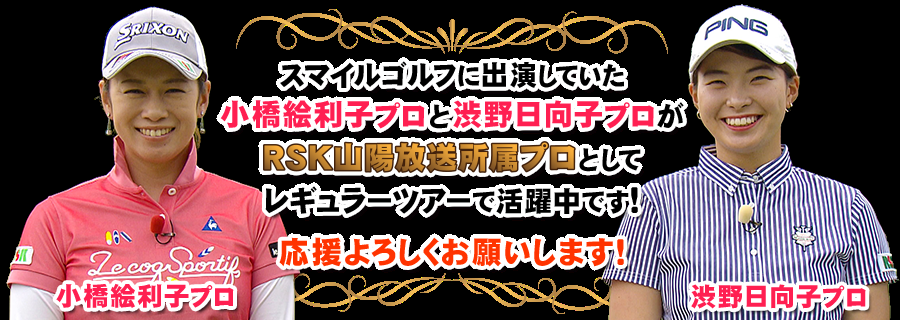 SRIXON
PING
スマイルゴルフに出演していた
小橋絵利子プロと渋野日向子プロが
RSK山陽放送所属プロとして
レギュラーツアーで活躍中です!
応援よろしくお願いします!
Le coq Sportif
小橋絵利子プロ
渋野日向子プロ